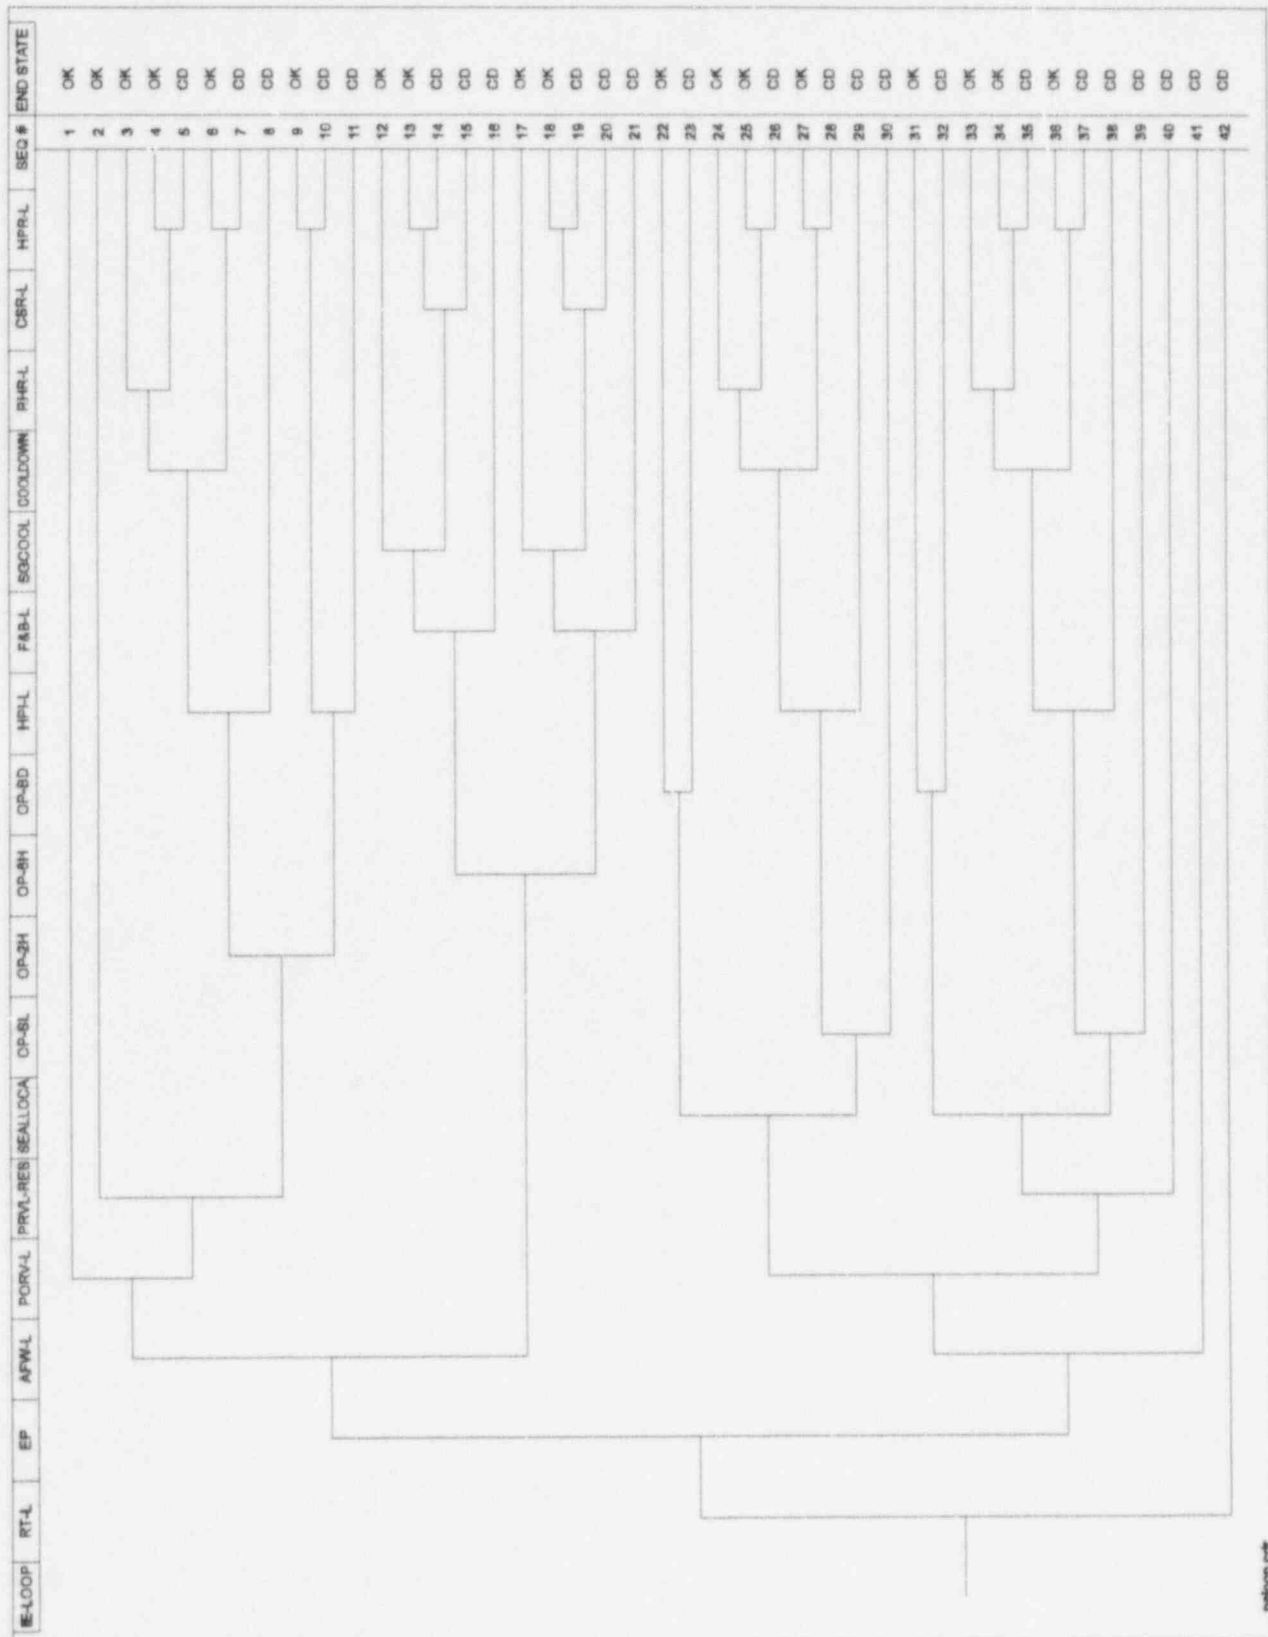 IE-LOOP RT-L EP AFW-L PORV-L PRVL-RES SEALLOCA OP-SL OP-2H OP-6H OP-BD HPI-L F&B-L SGCOOL COOLDOWN RHR-L CSR-L HPR-L SEQ # END STATE
1 OK
2 OK
3 OK
4 OK
5 CD
6 OK
7 CD
8 CD
9 OK
10 CD
11 CD
12 OK
13 OK
14 CD
15 CD
16 CD
17 OK
18 OK
19 CD
20 CD
21 CD
22 OK
23 CD
24 OK
25 OK
26 CD
27 OK
28 CD
29 CD
30 CD
31 OK
32 CD
33 OK
34 OK
35 CD
36 OK
37 CD
38 CD
39 CD
40 CD
41 CD
42 CD